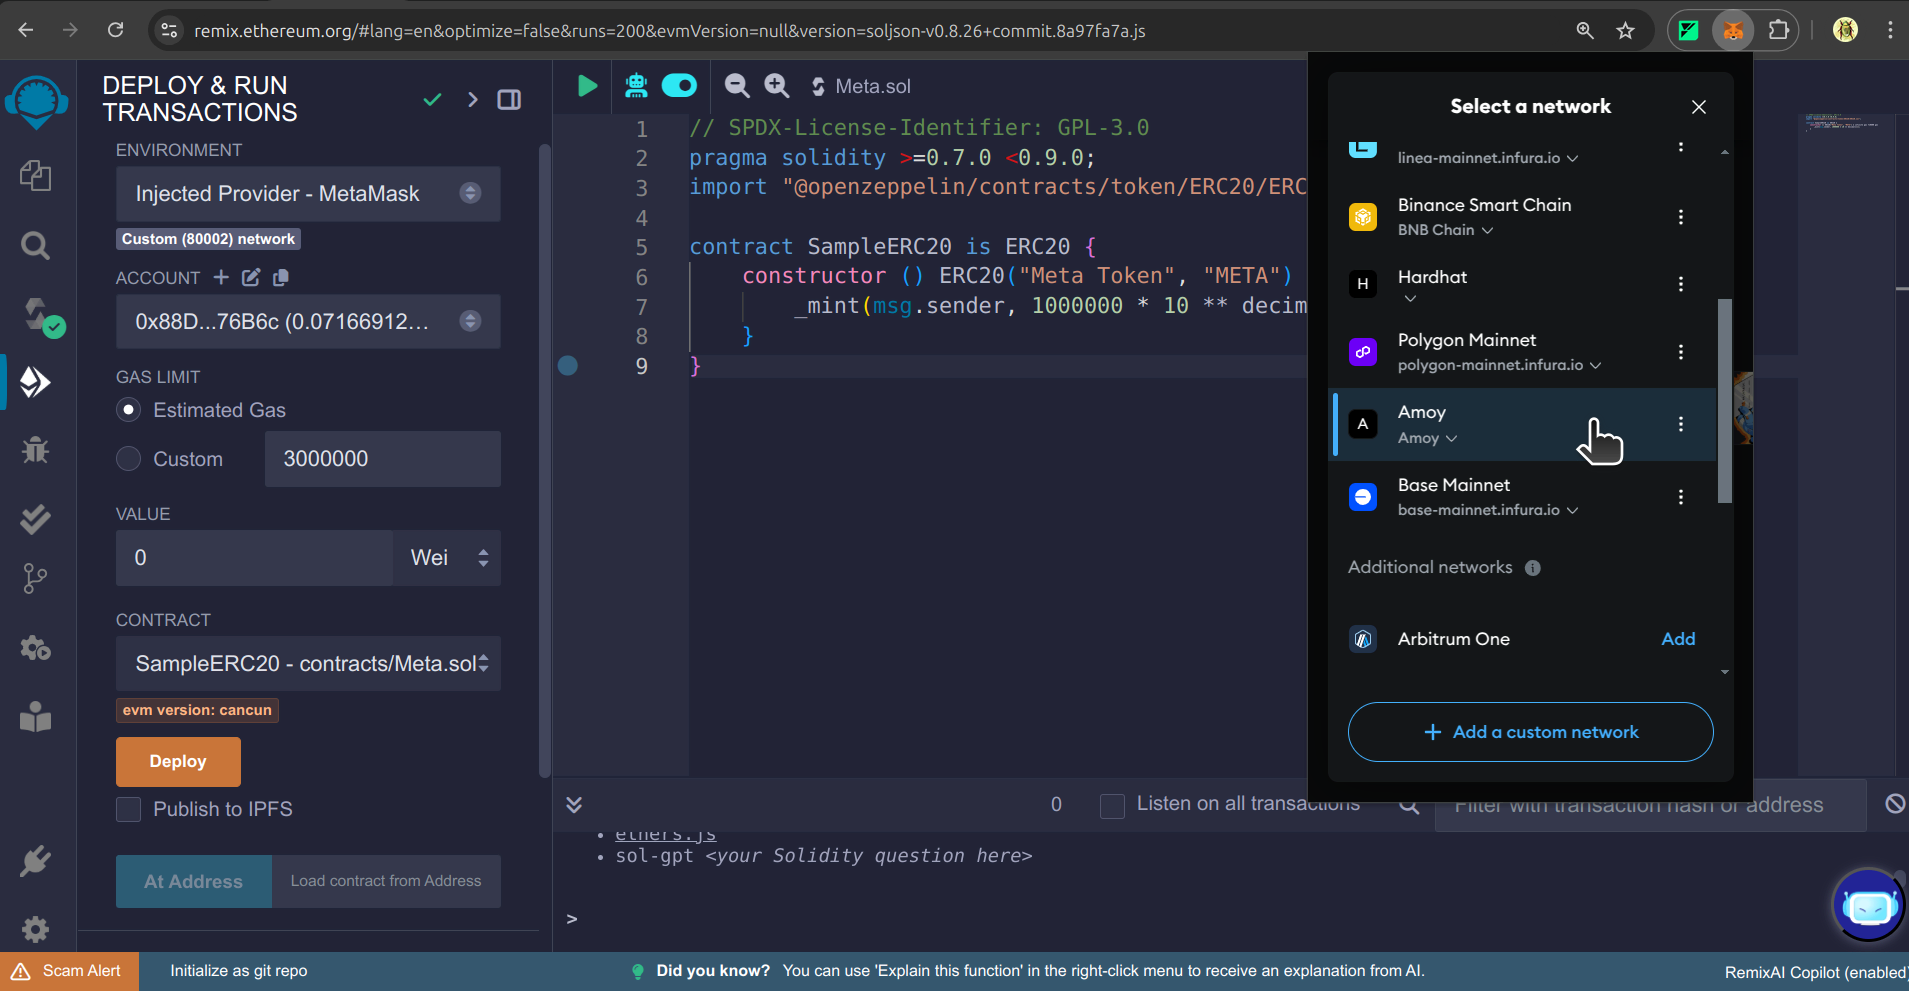 remix.ethereum.org/#lang=en&optimize=false&runs=200&evmVersion=null&version=soljson-v0.8.26+commit.8a97fa7a.js
DEPLOY & RUN
TRANSACTIONS
ENVIRONMENT
Injected Provider - MetaMask
Custom (80002) network
ACCOUNT
0x88D...76B6c (0.07166912...
GAS LIMIT
Estimated Gas
Custom
3000000
VALUE
0
Wei
CONTRACT
SampleERC20 - contracts/Meta.sol
evm version: cancun
Deploy
Publish to IPFS
At Address
Load contract from Address
Meta.sol
1 // SPDX-License-Identifier: GPL-3.0
2 pragma solidity >=0.7.0 <0.9.0;
3 import "@openzeppelin/contracts/token/ERC20/ERC
4
5 contract SampleERC20 is ERC20 {
6 constructor () ERC20("Meta Token", "META")
7 _mint(msg.sender, 1000000 * 10 ** decim
8 }
9 }
0
Listen on all transactions
Filter with transaction hash or address
ethers.js
sol-gpt <your Solidity question here>
>
Select a network
linea-mainnet.infura.io
Binance Smart Chain
BNB Chain
H
Hardhat
Polygon Mainnet
polygon-mainnet.infura.io
A
Amoy
Amoy
Base Mainnet
base-mainnet.infura.io
Additional networks
Arbitrum One
Add
+ Add a custom network
Scam Alert
Initialize as git repo
Did you know? You can use 'Explain this function' in the right-click menu to receive an explanation from AI.
RemixAI Copilot (enabled)